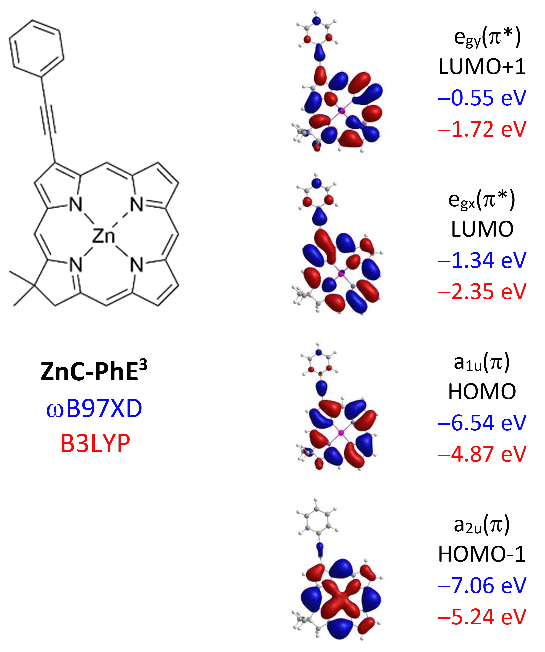 N
N
Zn
N
N
ZnC-PhE³
ωB97XD
B3LYP
e_gy(π*)
LUMO+1
−0.55 eV
−1.72 eV
e_gx(π*)
LUMO
−1.34 eV
−2.35 eV
a_1u(π)
HOMO
−6.54 eV
−4.87 eV
a_2u(π)
HOMO-1
−7.06 eV
−5.24 eV